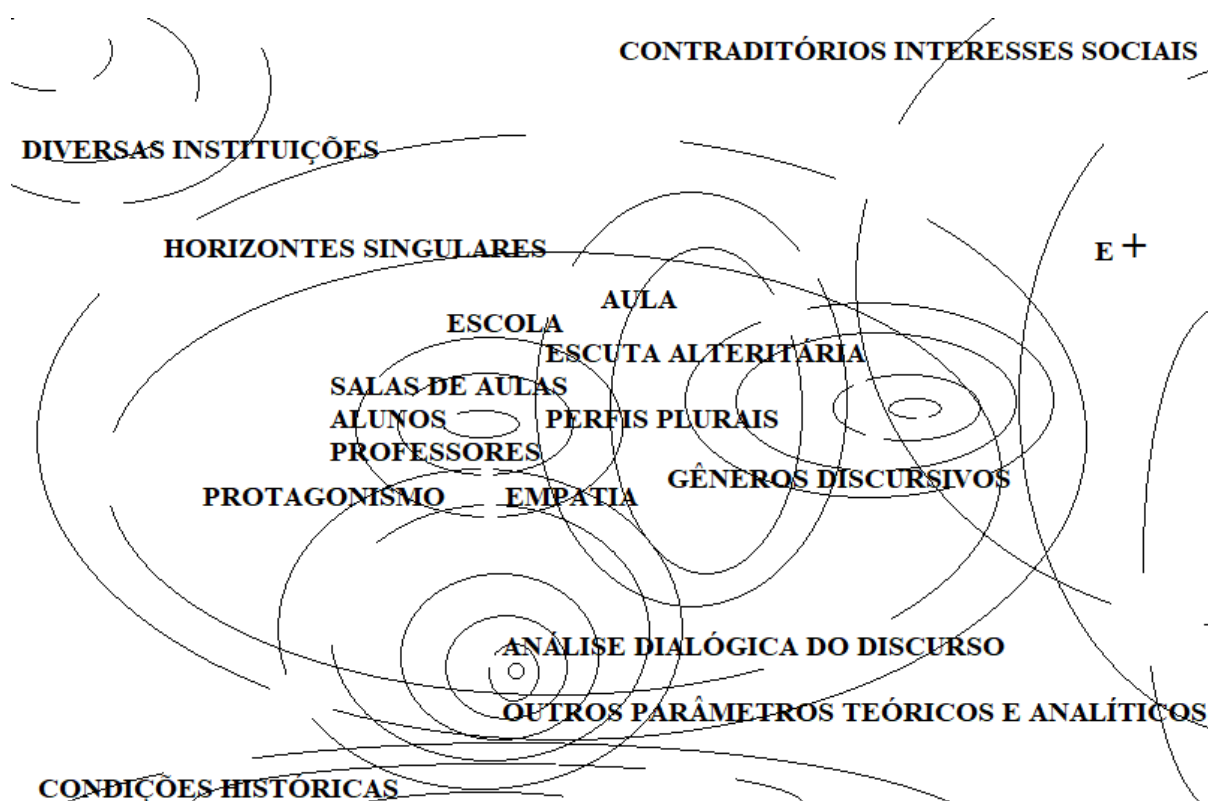 CONTRADITÓRIOS INTERESSES SOCIAIS
DIVERSAS INSTITUIÇÕES
HORIZONTES SINGULARES
E +
AULA
ESCOLA
ESCUTA ALTERITÁRIA
SALAS DE AULAS
ALUNOS
PERFIS PLURAIS
PROFESSORES
GÊNEROS DISCURSIVOS
PROTAGONISMO
EMPATIA
ANÁLISE DIALÓGICA DO DISCURSO
OUTROS PARÂMETROS TEÓRICOS E ANALÍTICOS
CONDIÇÕES HISTÓRICAS